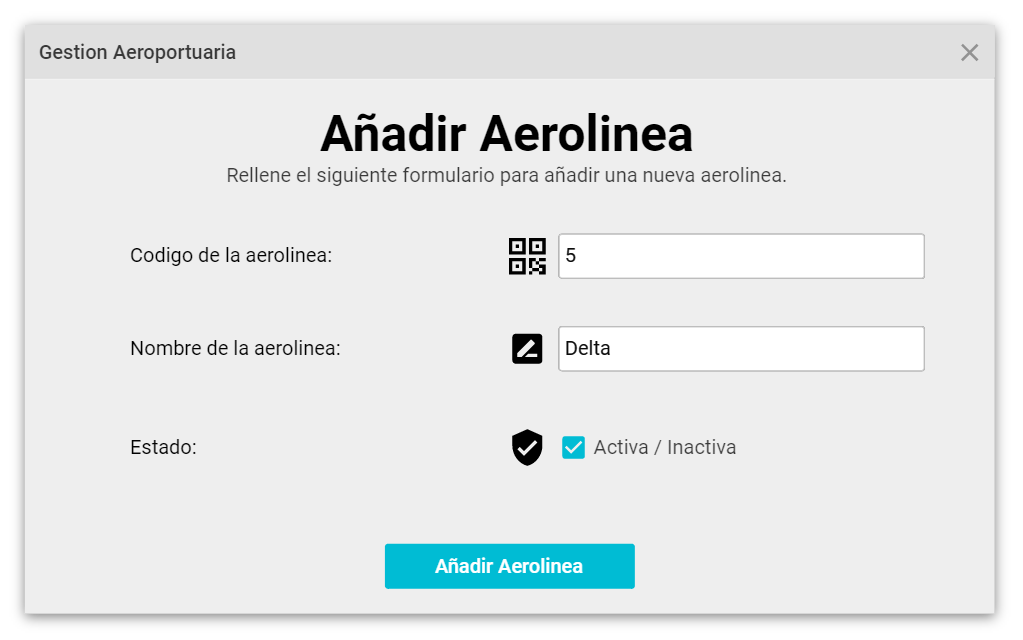 Gestion Aeroportuaria
Añadir Aerolinea
Rellene el siguiente formulario para añadir una nueva aerolinea.
Codigo de la aerolinea: 5
Nombre de la aerolinea: Delta
Estado: Activa / Inactiva
Añadir Aerolinea